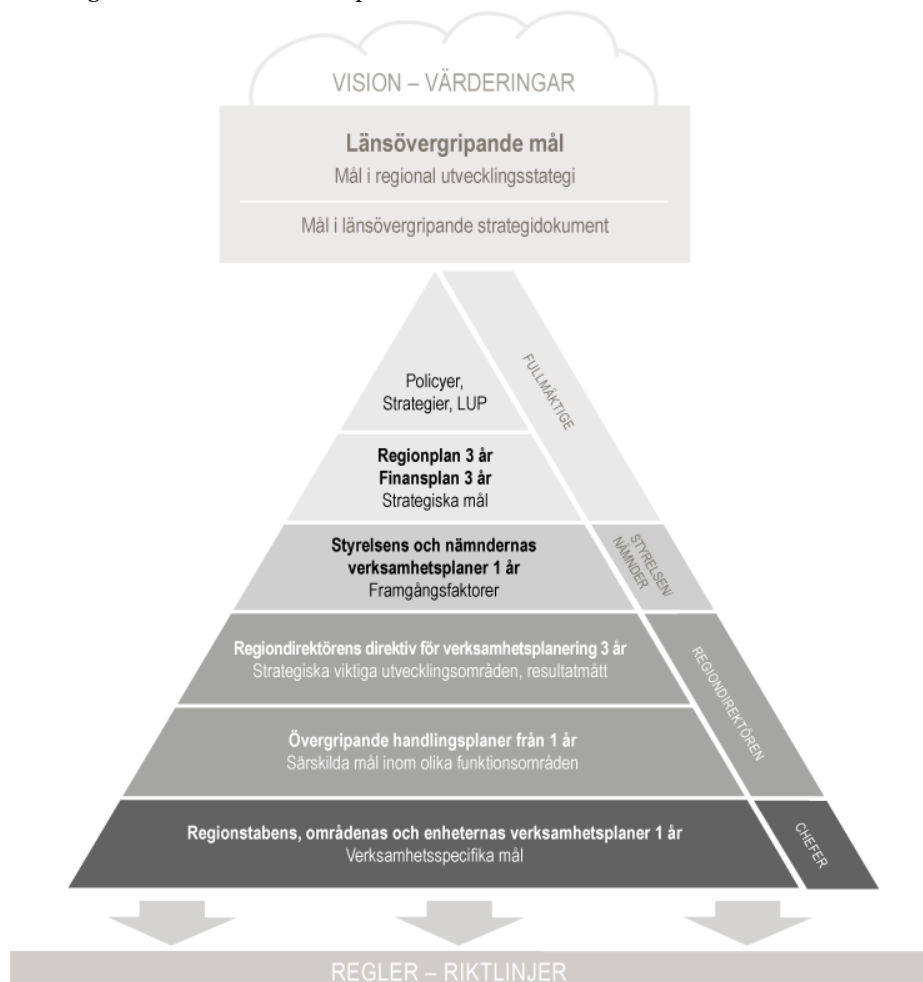 VISION – VÄRDERINGAR
Länsövergripande mål
Mål i regional utvecklingsstategi
Mål i länsövergripande strategidokument
Policyer,
Strategier, LUP
FULLMÄKTIGE
Regionplan 3 år
Finansplan 3 år
Strategiska mål
Styrelsens och nämndernas
verksamhetsplaner 1 år
Framgångsfaktorer
STYRELSEN/
NÄMNDER
Regiondirektörens direktiv för verksamhetsplanering 3 år
Strategiska viktiga utvecklingsområden, resultatmått
REGIONDIREKTÖREN
Övergripande handlingsplaner från 1 år
Särskilda mål inom olika funktionsområden
Regionstabens, områdenas och enheternas verksamhetsplaner 1 år
Verksamhetsspecifika mål
CHEFER
REGLER – RIKTLINJER